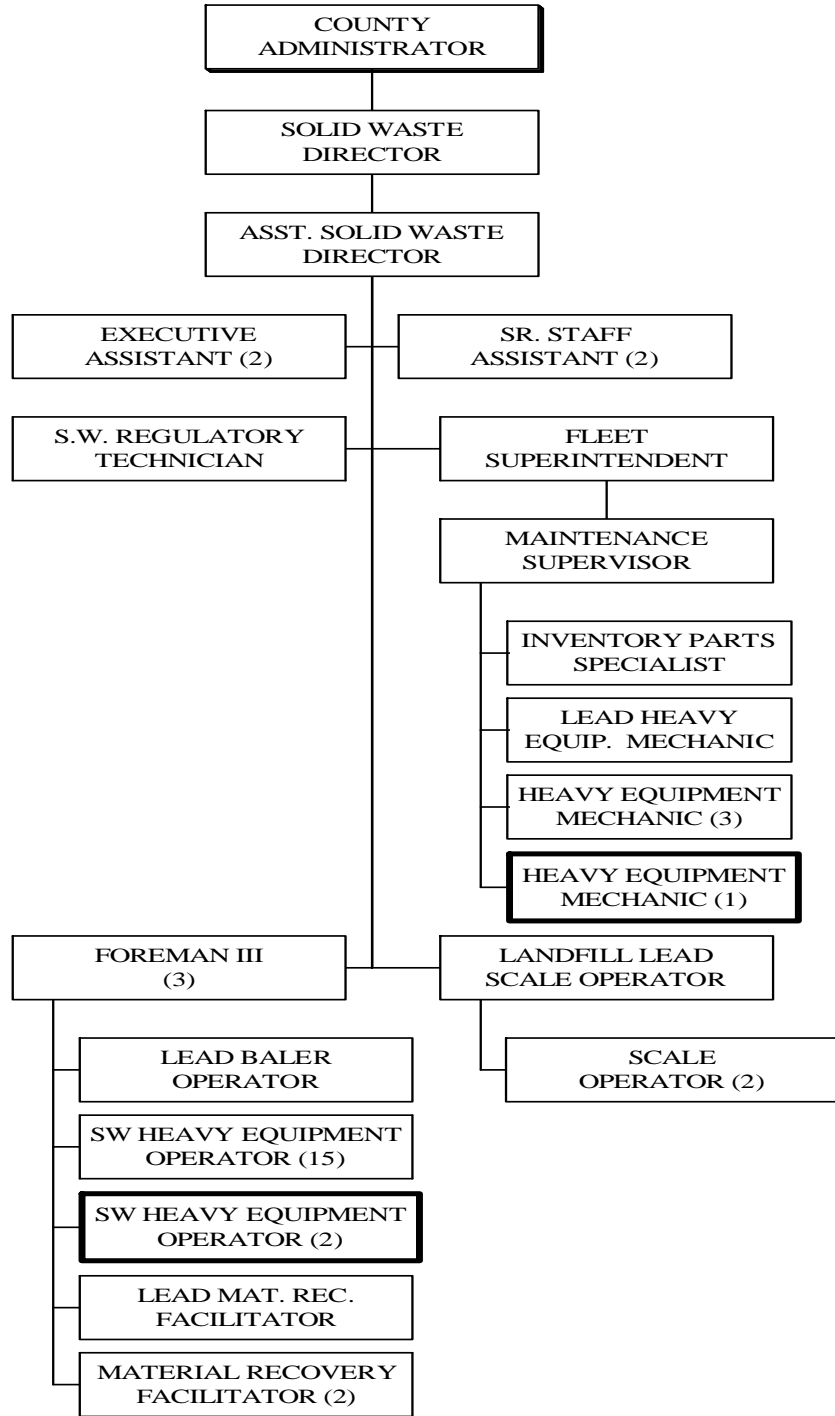 COUNTY
ADMINISTRATOR
SOLID WASTE
DIRECTOR
ASST. SOLID WASTE
DIRECTOR
EXECUTIVE
ASSISTANT (2)
SR. STAFF
ASSISTANT (2)
S.W. REGULATORY
TECHNICIAN
FLEET
SUPERINTENDENT
MAINTENANCE
SUPERVISOR
INVENTORY PARTS
SPECIALIST
LEAD HEAVY
EQUIP. MECHANIC
HEAVY EQUIPMENT
MECHANIC (3)
HEAVY EQUIPMENT
MECHANIC (1)
FOREMAN III
(3)
LANDFILL LEAD
SCALE OPERATOR
LEAD BALER
OPERATOR
SCALE
OPERATOR (2)
SW HEAVY EQUIPMENT
OPERATOR (15)
SW HEAVY EQUIPMENT
OPERATOR (2)
LEAD MAT. REC.
FACILITATOR
MATERIAL RECOVERY
FACILITATOR (2)